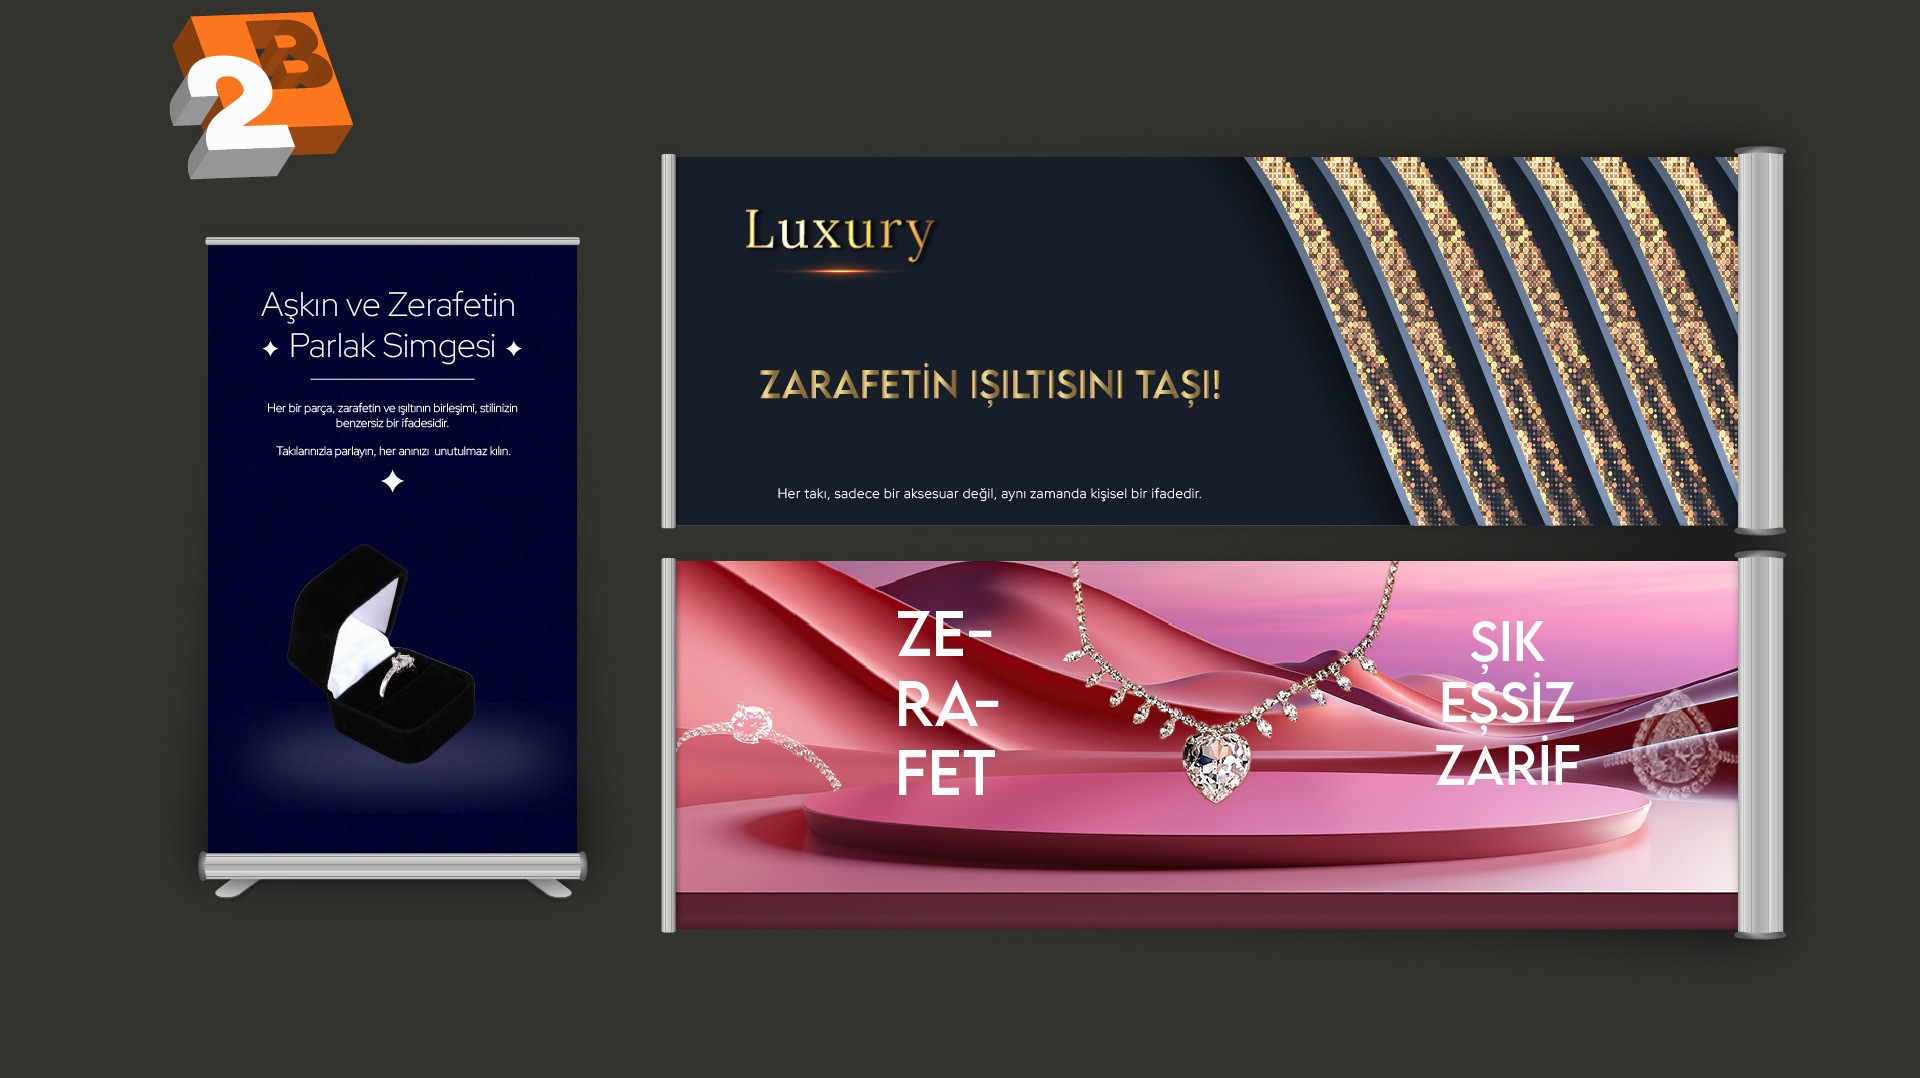 2B
Aşkın ve Zerafetin
Parlak Simgesi
Her bir parça, zarafetin ve ışıltının birleşimi, stilinizin
benzersiz bir ifadesidir.
Takılarınızla parlayın, her anınızı unutulmaz kılın.
Luxury
ZARAFETİN IŞILTISINI TAŞI!
Her takı, sadece bir aksesuar değil, aynı zamanda kişisel bir ifadedir.
ZE-
RA-
FET
ŞIK
EŞSİZ
ZARİF